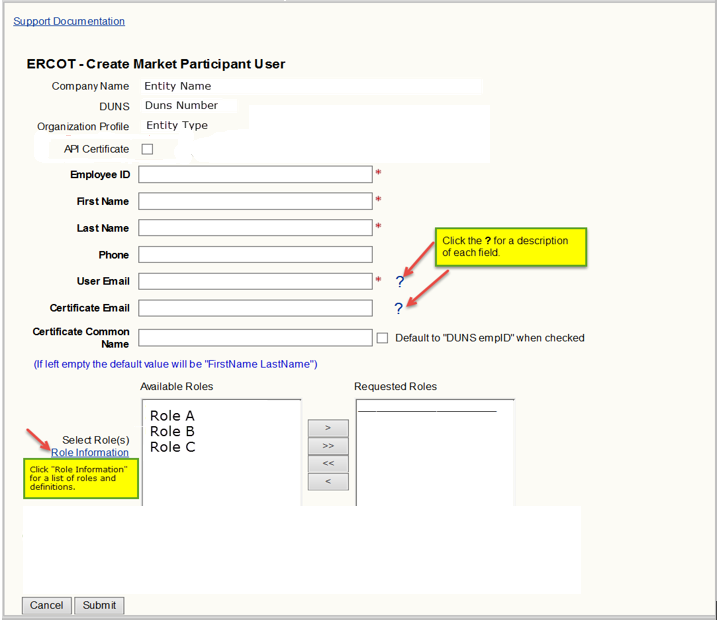 Support Documentation
ERCOT - Create Market Participant User
Company Name Entity Name
DUNS Duns Number
Organization Profile Entity Type
API Certificate
Employee ID *
First Name *
Last Name *
Click the ? for a description
of each field.
Phone
User Email * ?
Certificate Email ?
Certificate Common
Name
Default to "DUNS empID" when checked
(If left empty the default value will be "FirstName LastName")
Available Roles Requested Roles
Role A
Role B
Role C
>
>>
<<
<
Select Role(s)
Role Information
Click "Role Information"
for a list of roles and
definitions.
Cancel Submit